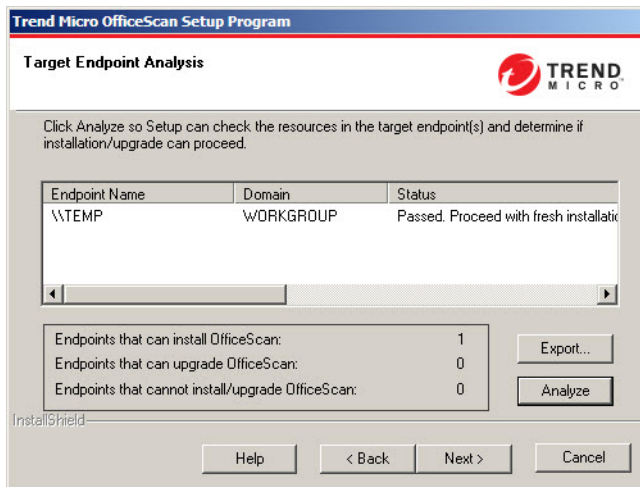 Trend Micro OfficeScan Setup Program
Target Endpoint Analysis
TREND
MICRO
Click Analyze so Setup can check the resources in the target endpoint(s) and determine if
installation/upgrade can proceed.
Endpoint Name Domain Status
\\TEMP WORKGROUP Passed. Proceed with fresh installatio
Endpoints that can install OfficeScan: 1
Endpoints that can upgrade OfficeScan: 0
Endpoints that cannot install/upgrade OfficeScan: 0
Export...
Analyze
InstallShield
Help < Back Next > Cancel